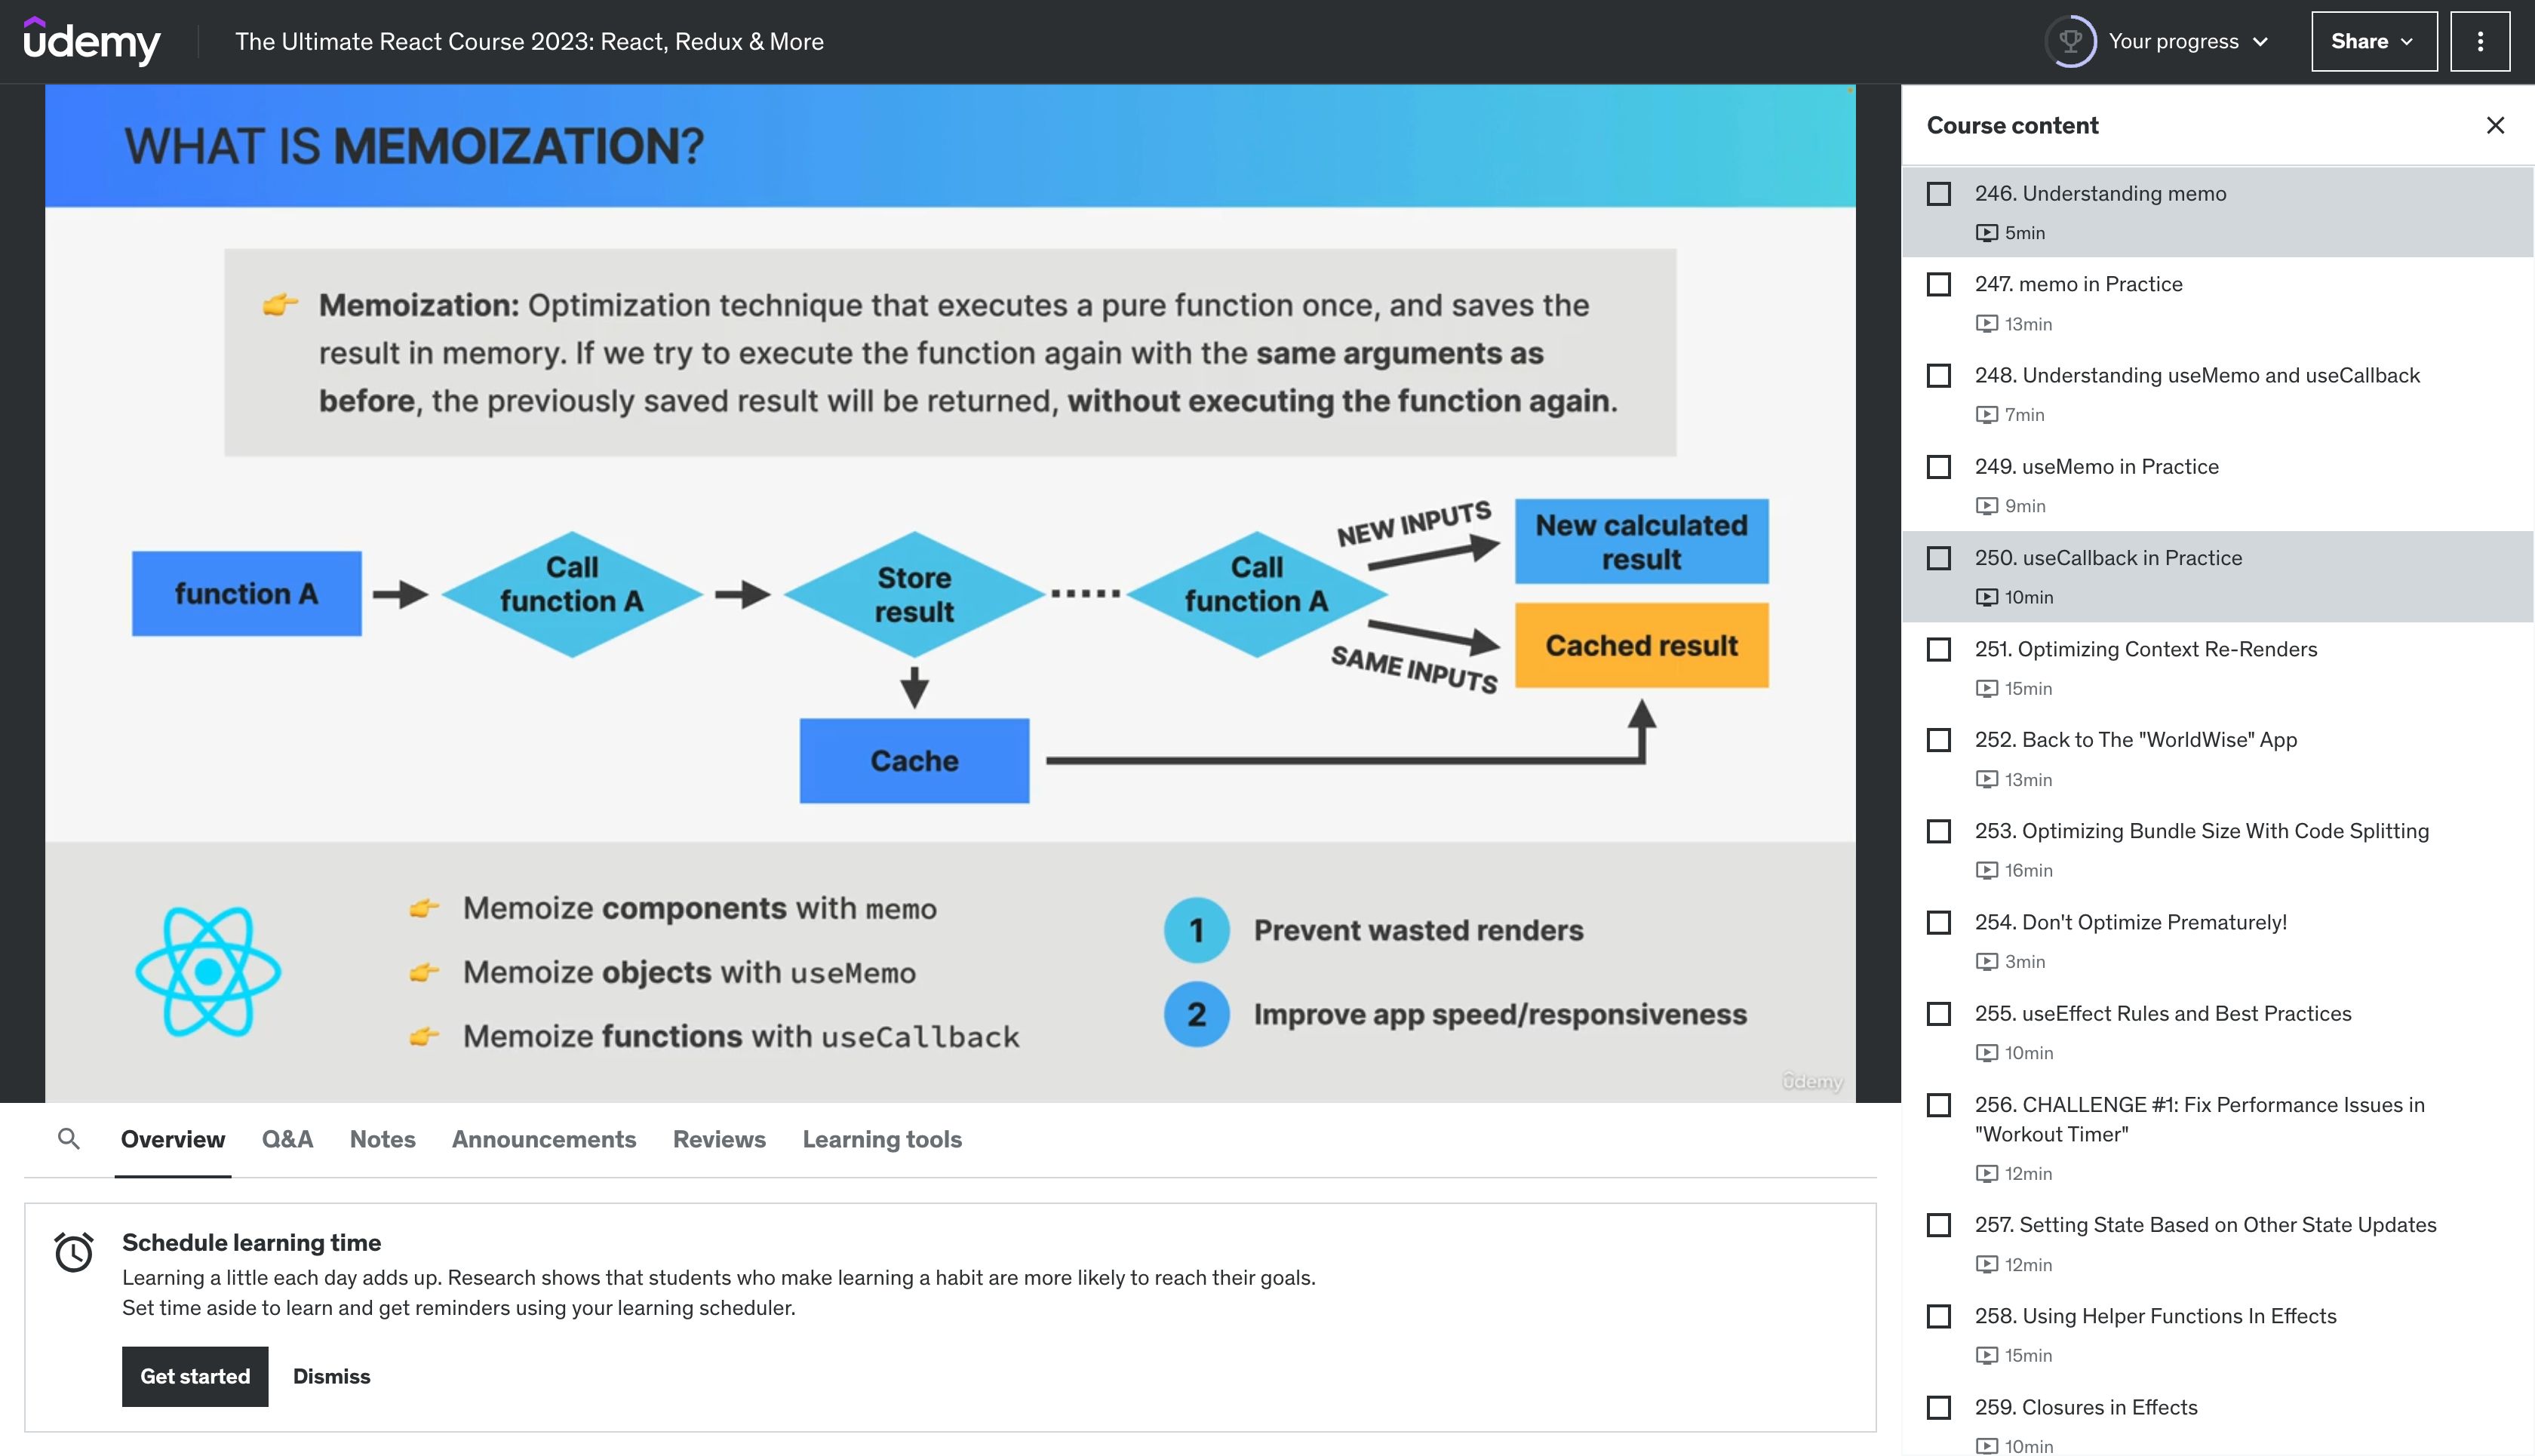 udemy
The Ultimate React Course 2023: React, Redux & More
Your progress
Share
WHAT IS MEMOIZATION?
Memoization: Optimization technique that executes a pure function once, and saves the
result in memory. If we try to execute the function again with the same arguments as
before, the previously saved result will be returned, without executing the function again.
function A
Call
function A
Store
result
Call
function A
NEW INPUTS
SAME INPUTS
New calculated
result
Cached result
Cache
Memoize components with memo
Memoize objects with useMemo
Memoize functions with useCallback
1
Prevent wasted renders
2
Improve app speed/responsiveness
udemy
Overview
Q&A
Notes
Announcements
Reviews
Learning tools
Schedule learning time
Learning a little each day adds up. Research shows that students who make learning a habit are more likely to reach their goals.
Set time aside to learn and get reminders using your learning scheduler.
Get started
Dismiss
Course content
246. Understanding memo
5min
247. memo in Practice
13min
248. Understanding useMemo and useCallback
7min
249. useMemo in Practice
9min
250. useCallback in Practice
10min
251. Optimizing Context Re-Renders
15min
252. Back to The "WorldWise" App
13min
253. Optimizing Bundle Size With Code Splitting
16min
254. Don't Optimize Prematurely!
3min
255. useEffect Rules and Best Practices
10min
256. CHALLENGE #1: Fix Performance Issues in
"Workout Timer"
12min
257. Setting State Based on Other State Updates
12min
258. Using Helper Functions In Effects
15min
259. Closures in Effects
10min